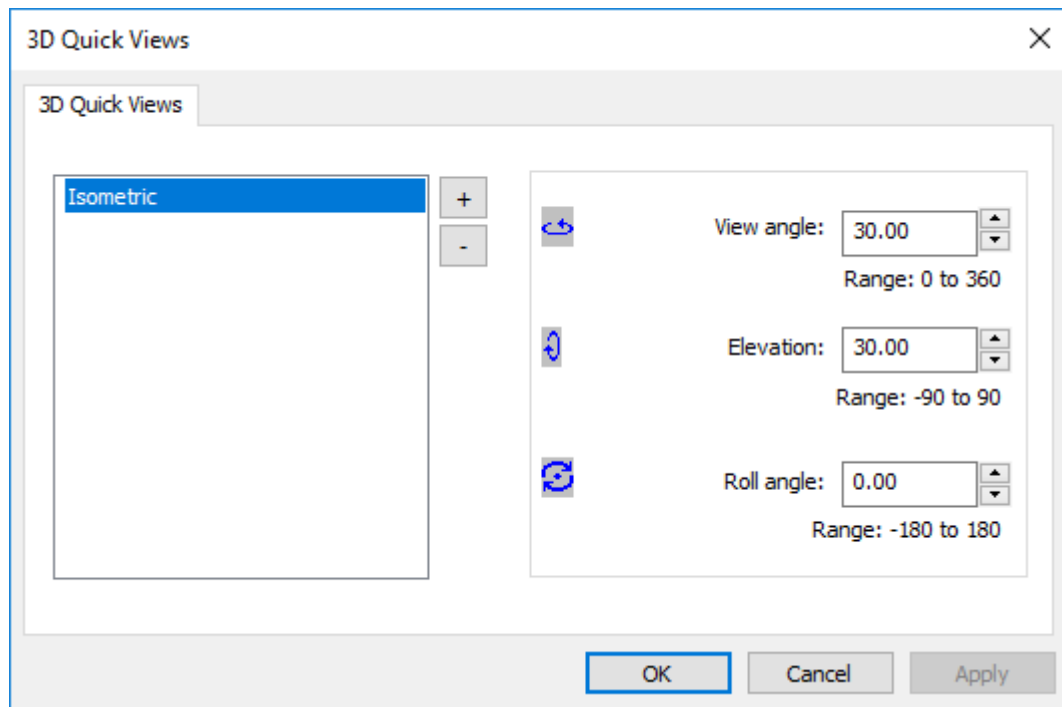 3D Quick Views
3D Quick Views
Isometric
+
-
View angle: 30.00
Range: 0 to 360
Elevation: 30.00
Range: -90 to 90
Roll angle: 0.00
Range: -180 to 180
OK Cancel Apply